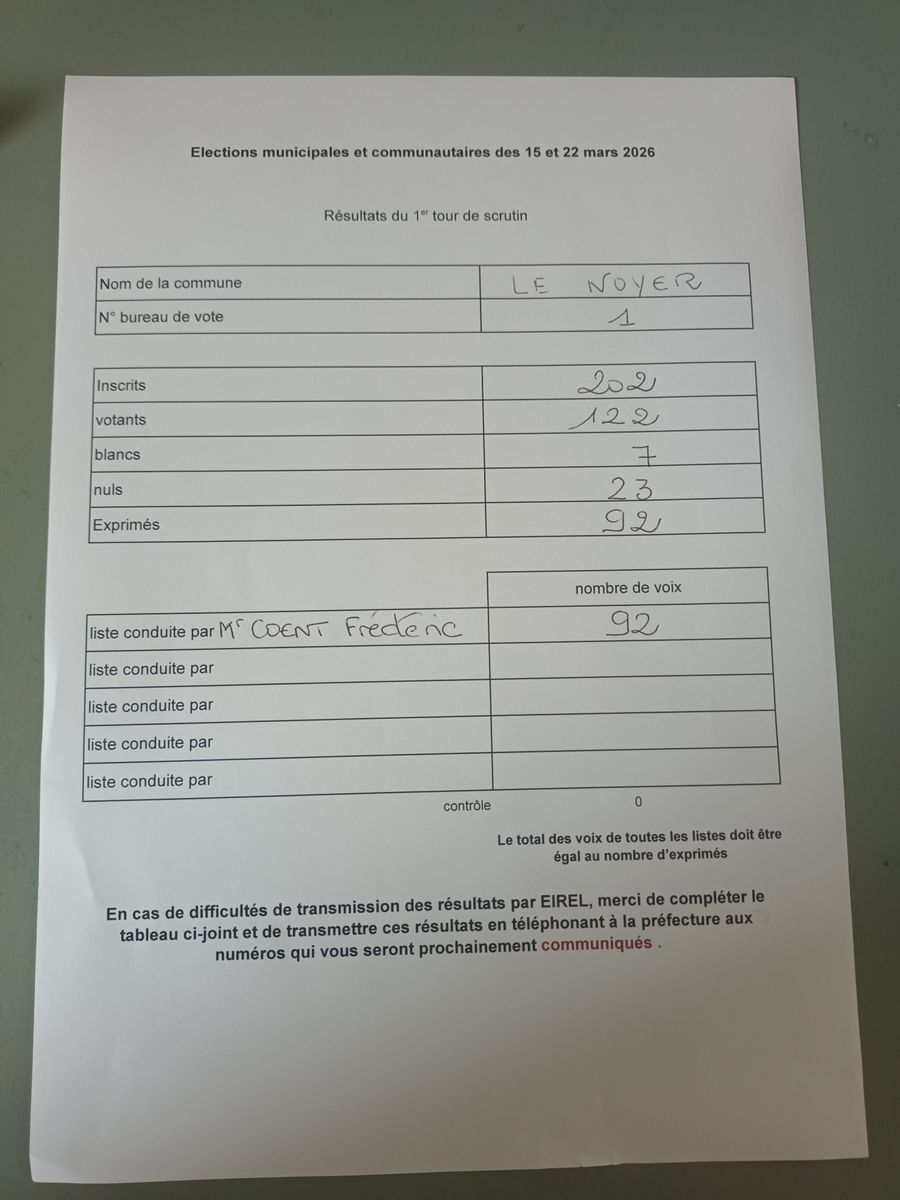 Elections municipales et communautaires des 15 et 22 mars 2026
Résultats du 1er tour de scrutin
Nom de la commune LE NOYER
N° bureau de vote 1
Inscrits 202
votants 122
blancs 7
nuls 23
Exprimés 92
nombre de voix
liste conduite par Mr COENT Fréderic 92
liste conduite par
liste conduite par
liste conduite par
liste conduite par
contrôle 0
Le total des voix de toutes les listes doit être
égal au nombre d'exprimés
En cas de difficultés de transmission des résultats par EIREL, merci de compléter le
tableau ci-joint et de transmettre ces résultats en téléphonant à la préfecture aux
numéros qui vous seront prochainement communiqués .